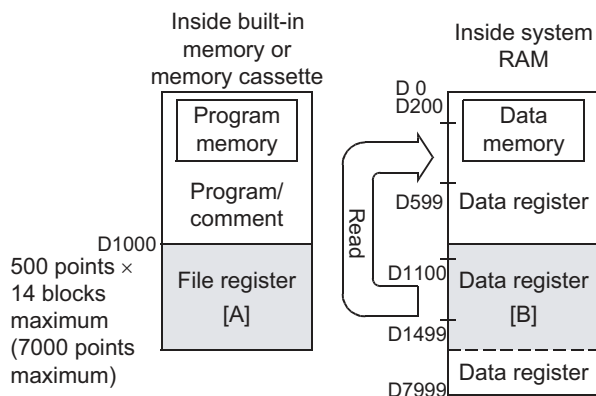 Inside built-in
memory or
memory cassette
Program
memory
Program/
comment
D1000
500 points ×
14 blocks
maximum
(7000 points
maximum)
File register
[A]
Read
Inside system
RAM
D 0
D200
Data
memory
D599
Data register
D1100
Data register
[B]
D1499
Data register
D7999